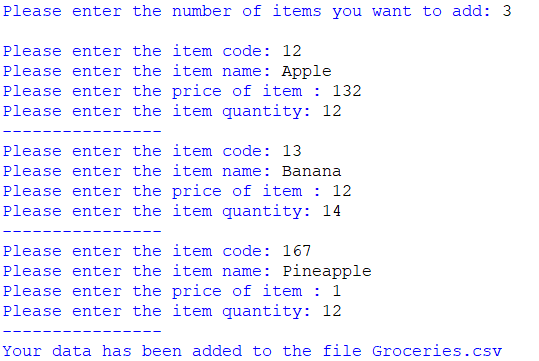 Please enter the number of items you want to add: 3
Please enter the item code: 12
Please enter the item name: Apple
Please enter the price of item : 132
Please enter the item quantity: 12
----------------
Please enter the item code: 13
Please enter the item name: Banana
Please enter the price of item : 12
Please enter the item quantity: 14
----------------
Please enter the item code: 167
Please enter the item name: Pineapple
Please enter the price of item : 1
Please enter the item quantity: 12
----------------
Your data has been added to the file Groceries.csv